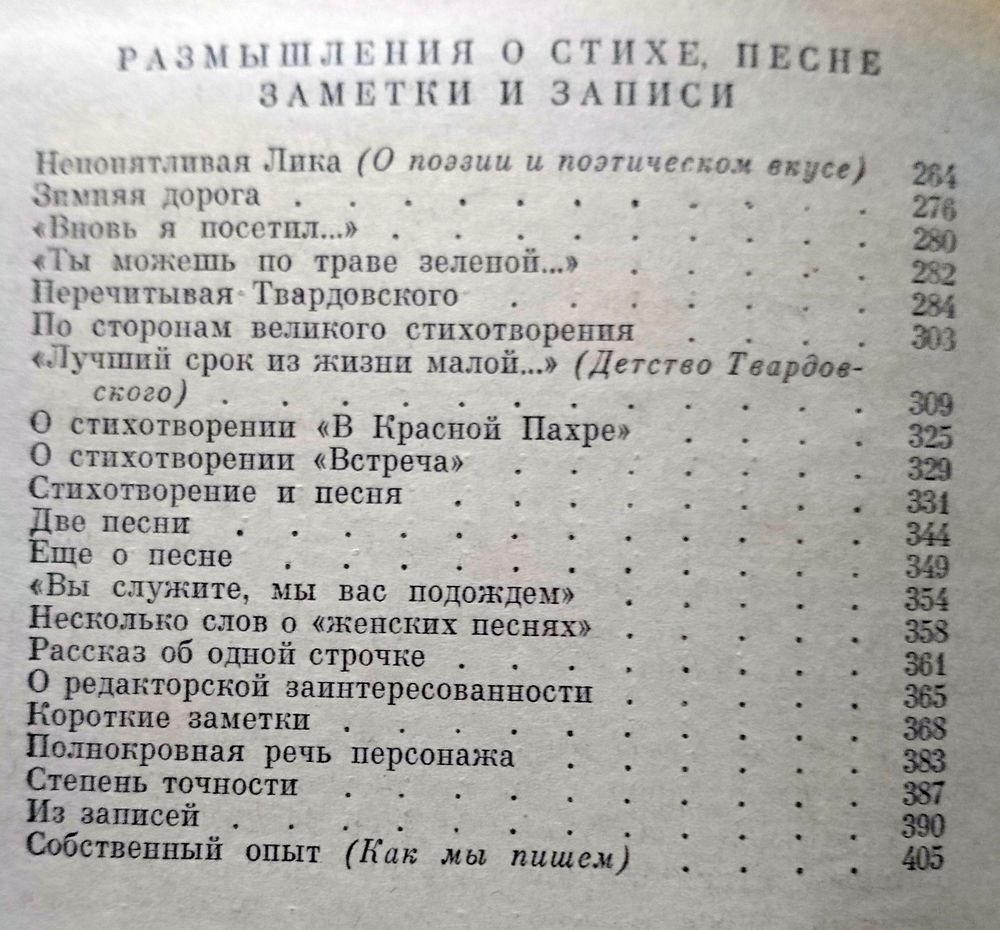 РАЗМЫШЛЕНИЯ О СТИХЕ, ПЕСНЕ
ЗАМЕТКИ И ЗАПИСИ
Непонятливая Лика (О поэзии и поэтическом вкусе) 264
Зимняя дорога . . . . . . . . . . . 276
«Вновь я посетил...» . . . . . . . . . 280
«Ты можешь по траве зеленой...» . . . . . 282
Перечитывая Твардовского . . . . . . . 284
По сторонам великого стихотворения . . . . 303
«Лучший срок из жизни малой...» (Детство Твардов-
ского) . . . . . . . . . . . . 309
О стихотворении «В Красной Пахре» . . . . 325
О стихотворении «Встреча» . . . . . . . 329
Стихотворение и песня . . . . . . . . 331
Две песни . . . . . . . . . . . . 344
Еще о песне . . . . . . . . . . . 349
«Вы служите, мы вас подождем» . . . . . 354
Несколько слов о «женских песнях» . . . . . 358
Рассказ об одной строчке . . . . . . . . 361
О редакторской заинтересованности . . . . . 365
Короткие заметки . . . . . . . . . . 368
Полнокровная речь персонажа . . . . . . 383
Степень точности . . . . . . . . . . 387
Из записей . . . . . . . . . . . . 390
Собственный опыт (Как мы пишем) . . . . 405